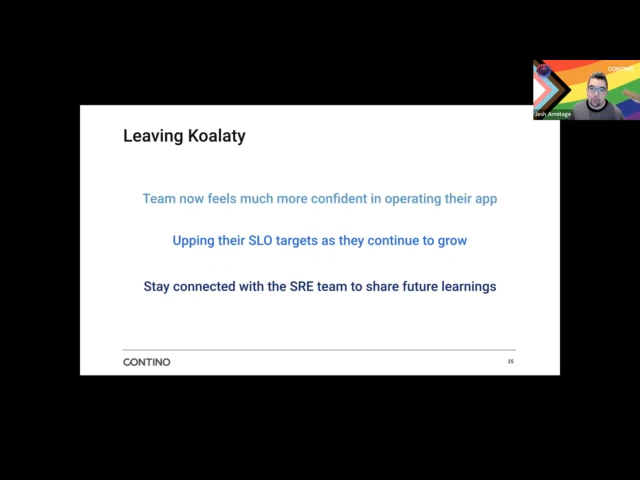 CONTINO
Josh Armitage
Leaving Koalaty
Team now feels much more confident in operating their app
Upping their SLO targets as they continue to grow
Stay connected with the SRE team to share future learnings
CONTINO
35